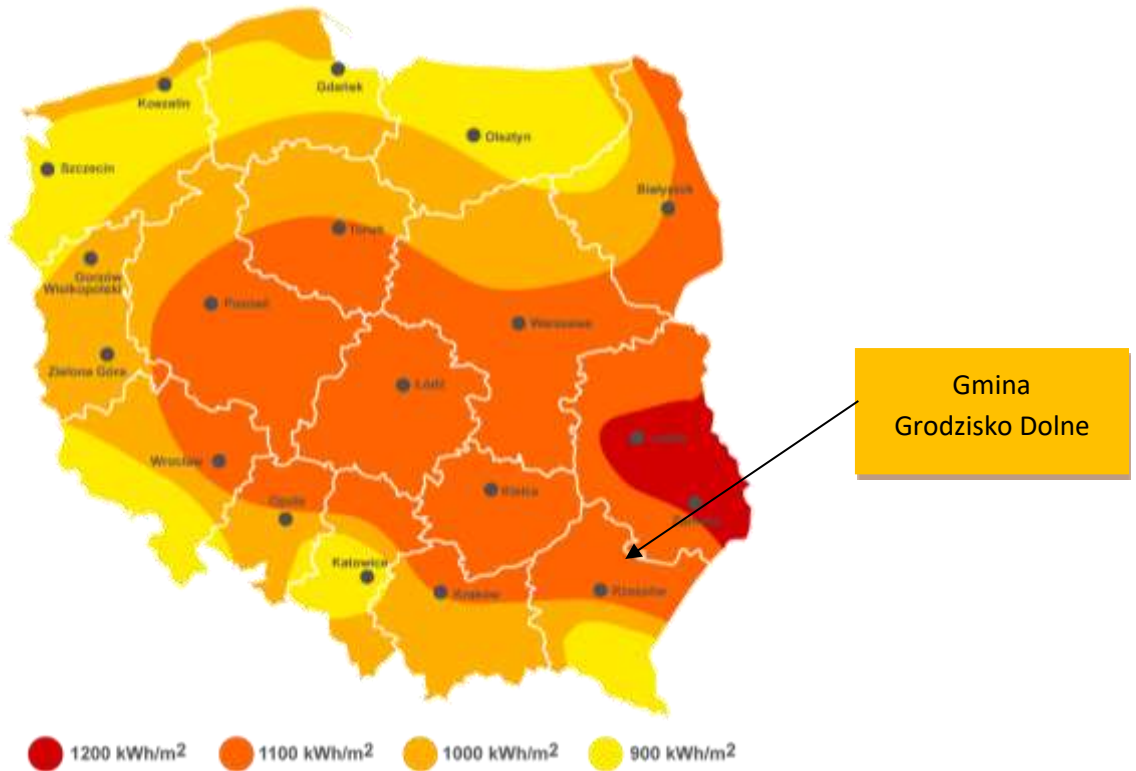 Gdańsk
Koszalin
Olsztyn
Szczecin
Białystok
Toruń
Gorzów
Wielkopolski
Poznań
Warszawa
Zielona Góra
Łódź
Gmina
Grodzisko Dolne
Lublin
Wrocław
Kielce
Opole
Katowice
Kraków
Rzeszów
1200 kWh/m²
1100 kWh/m²
1000 kWh/m²
900 kWh/m²